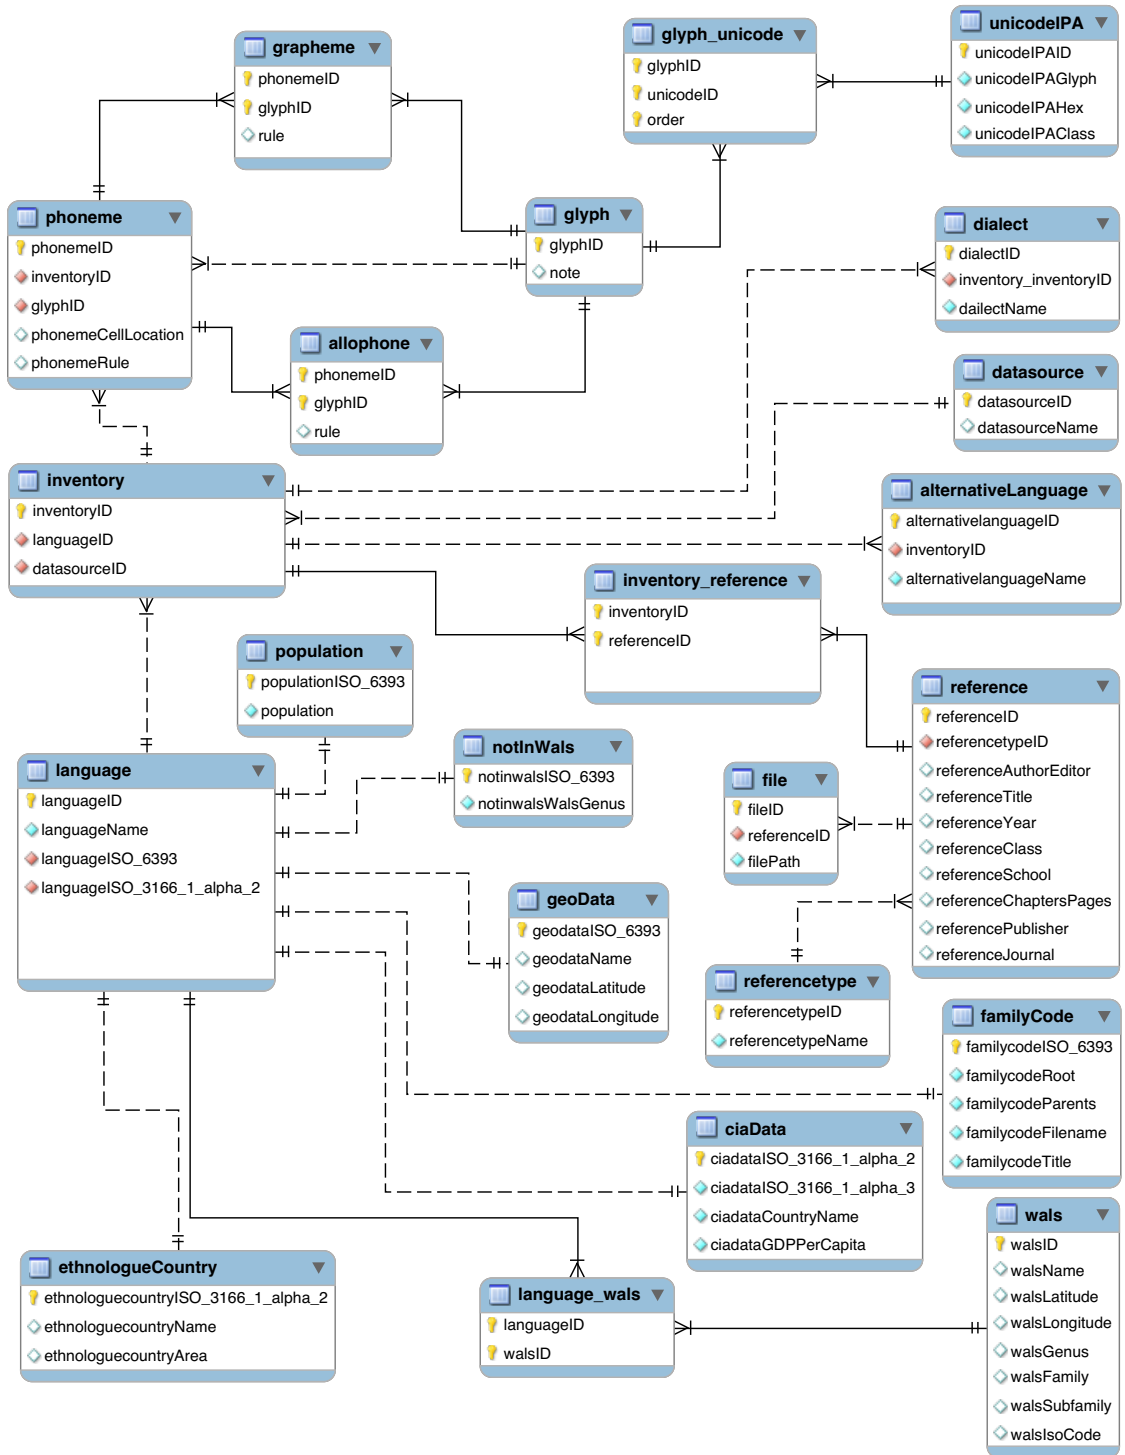 grapheme
phonemeID
glyphID
rule
glyph_unicode
glyphID
unicodeID
order
unicodeIPA
unicodeIPAID
unicodeIPAGlyph
unicodeIPAHex
unicodeIPAClass
phoneme
phonemeID
inventoryID
glyphID
phonemeCellLocation
phonemeRule
glyph
glyphID
note
dialect
dialectID
inventory_inventoryID
dailectName
allophone
phonemeID
glyphID
rule
datasource
datasourceID
datasourceName
inventory
inventoryID
languageID
datasourceID
alternativeLanguage
alternativelanguageID
inventoryID
alternativelanguageName
inventory_reference
inventoryID
referenceID
population
populationISO_6393
population
reference
referenceID
referencetypeID
referenceAuthorEditor
referenceTitle
referenceYear
referenceClass
referenceSchool
referenceChaptersPages
referencePublisher
referenceJournal
notInWals
notinwalsISO_6393
notinwalsWalsGenus
language
languageID
languageName
languageISO_6393
languageISO_3166_1_alpha_2
file
fileID
referenceID
filePath
geoData
geodataISO_6393
geodataName
geodataLatitude
geodataLongitude
referencetype
referencetypeID
referencetypeName
familyCode
familycodeISO_6393
familycodeRoot
familycodeParents
familycodeFilename
familycodeTitle
ciaData
ciadataISO_3166_1_alpha_2
ciadataISO_3166_1_alpha_3
ciadataCountryName
ciadataGDPPerCapita
wals
walsID
walsName
walsLatitude
walsLongitude
walsGenus
walsFamily
walsSubfamily
walsIsoCode
ethnologueCountry
ethnologuecountryISO_3166_1_alpha_2
ethnologuecountryName
ethnologuecountryArea
language_wals
languageID
walsID